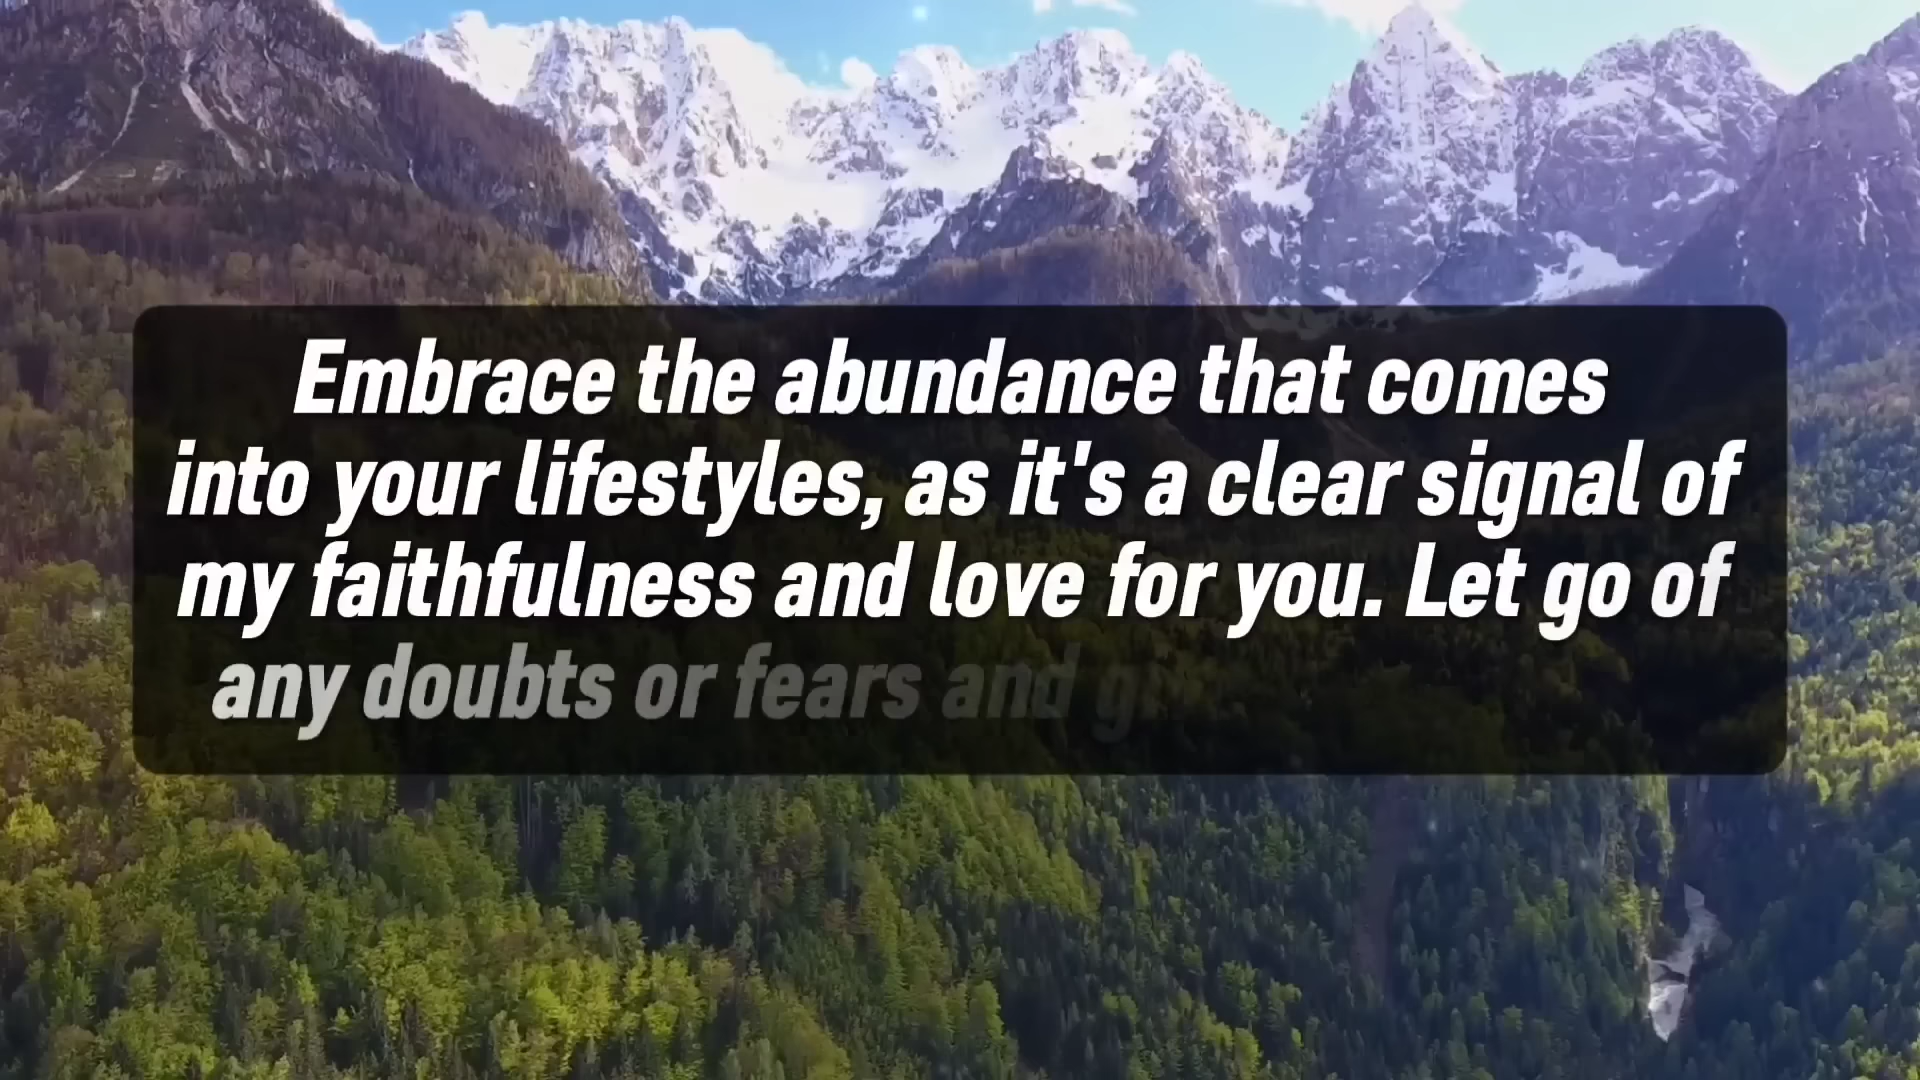 Embrace the abundance that comes
into your lifestyles, as it's a clear signal of
my faithfulness and love for you. Let go of
any doubts or fears and